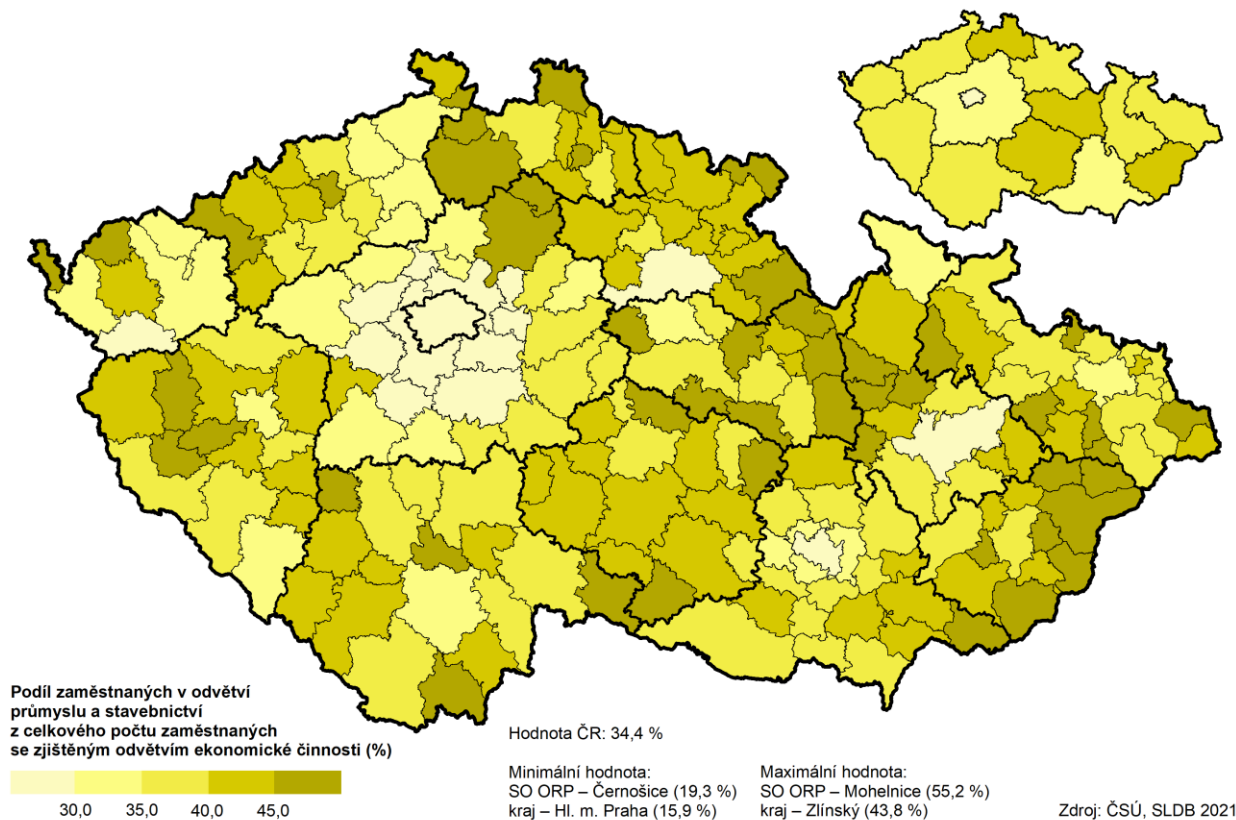 Podíl zaměstnaných v odvětví
průmyslu a stavebnictví
z celkového počtu zaměstnaných
se zjištěným odvětvím ekonomické činnosti (%)
30,0 35,0 40,0 45,0
Hodnota ČR: 34,4 %
Minimální hodnota:
SO ORP – Černošice (19,3 %)
kraj – Hl. m. Praha (15,9 %)
Maximální hodnota:
SO ORP – Mohelnice (55,2 %)
kraj – Zlínský (43,8 %)
Zdroj: ČSÚ, SLDB 2021